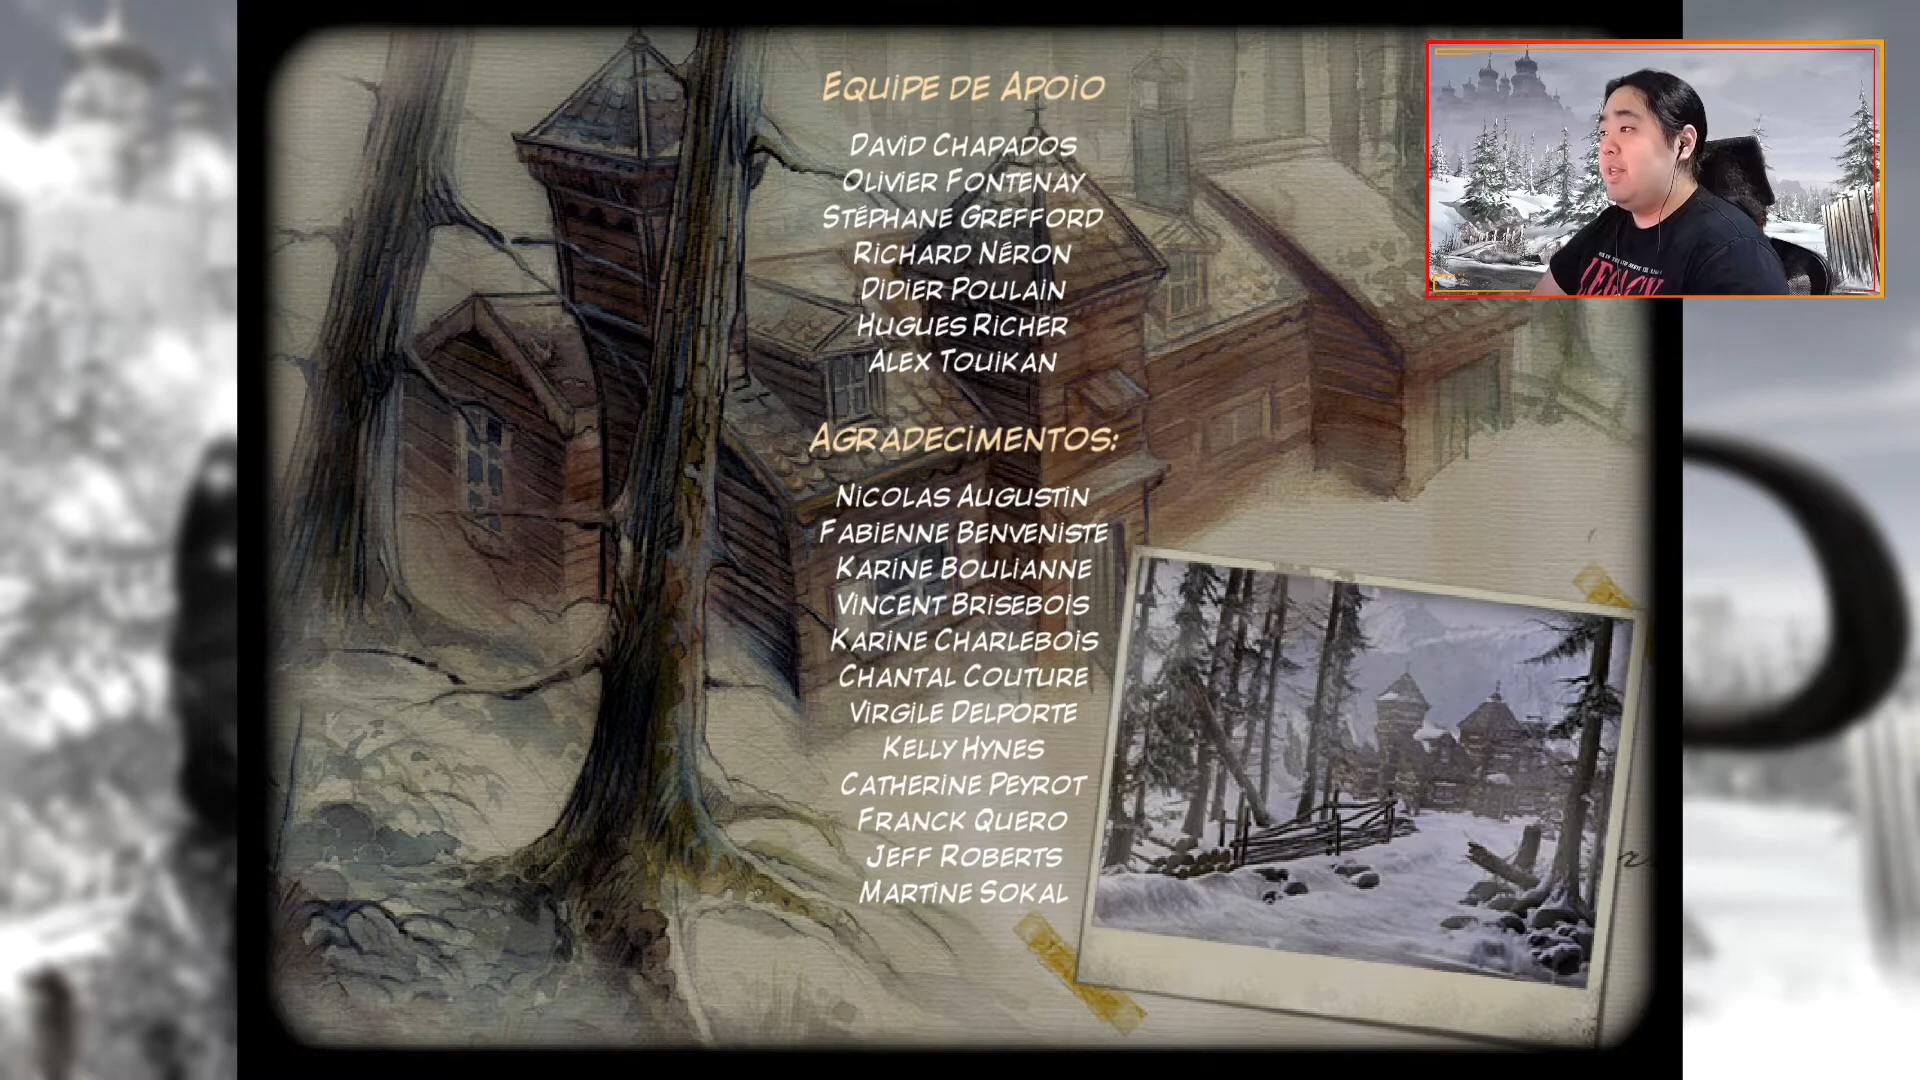 Equipe de Apoio
David Chapados
Olivier Fontenay
Stéphane Grefford
Richard Néron
Didier Poulain
Hugues Richer
Alex Touikan
Agradecimentos:
Nicolas Augustin
Fabienne Benveniste
Karine Boulianne
Vincent Brisebois
Karine Charlebois
Chantal Couture
Virgile Delporte
Kelly Hynes
Catherine Peyrot
Franck Quero
Jeff Roberts
Martine Sokal
LEGACY